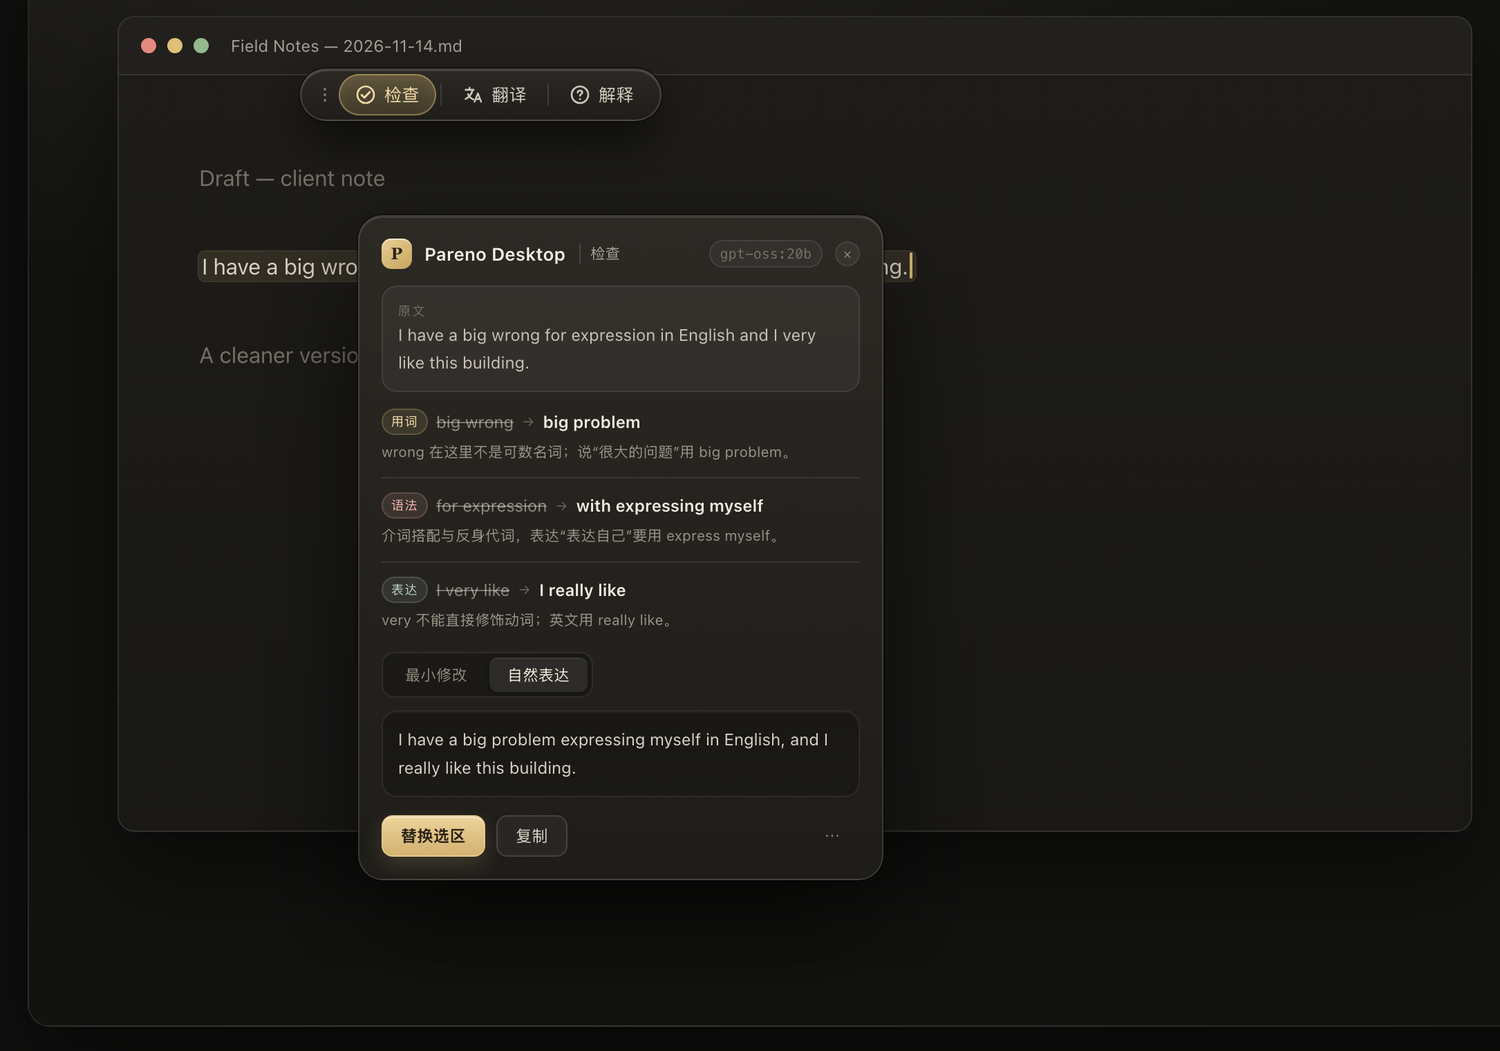 Field Notes — 2026-11-14.md
检查
翻译
解释
Draft — client note
I have a big wro
ng.
A cleaner versio
P
Pareno Desktop
检查
gpt-oss:20b
×
原文
I have a big wrong for expression in English and I very
like this building.
用词 big wrong → big problem
wrong 在这里不是可数名词；说“很大的问题”用 big problem。
语法 for expression → with expressing myself
介词搭配与反身代词，表达“表达自己”要用 express myself。
表达 I very like → I really like
very 不能直接修饰动词；英文用 really like。
最小修改
自然表达
I have a big problem expressing myself in English, and I
really like this building.
替换选区
复制
···